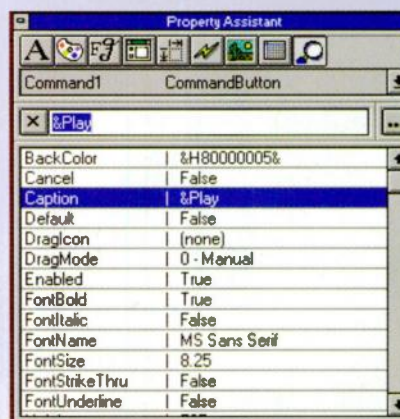 Property Assistant
A F3
Command1 CommandButton
&Play ..
BackColor | &H80000005&
Cancel | False
Caption | &Play
Default | False
DragIcon | (none)
DragMode | 0 - Manual
Enabled | True
FontBold | True
FontItalic | False
FontName | MS Sans Serif
FontSize | 8.25
FontStrikeThru | False
FontUnderline | False